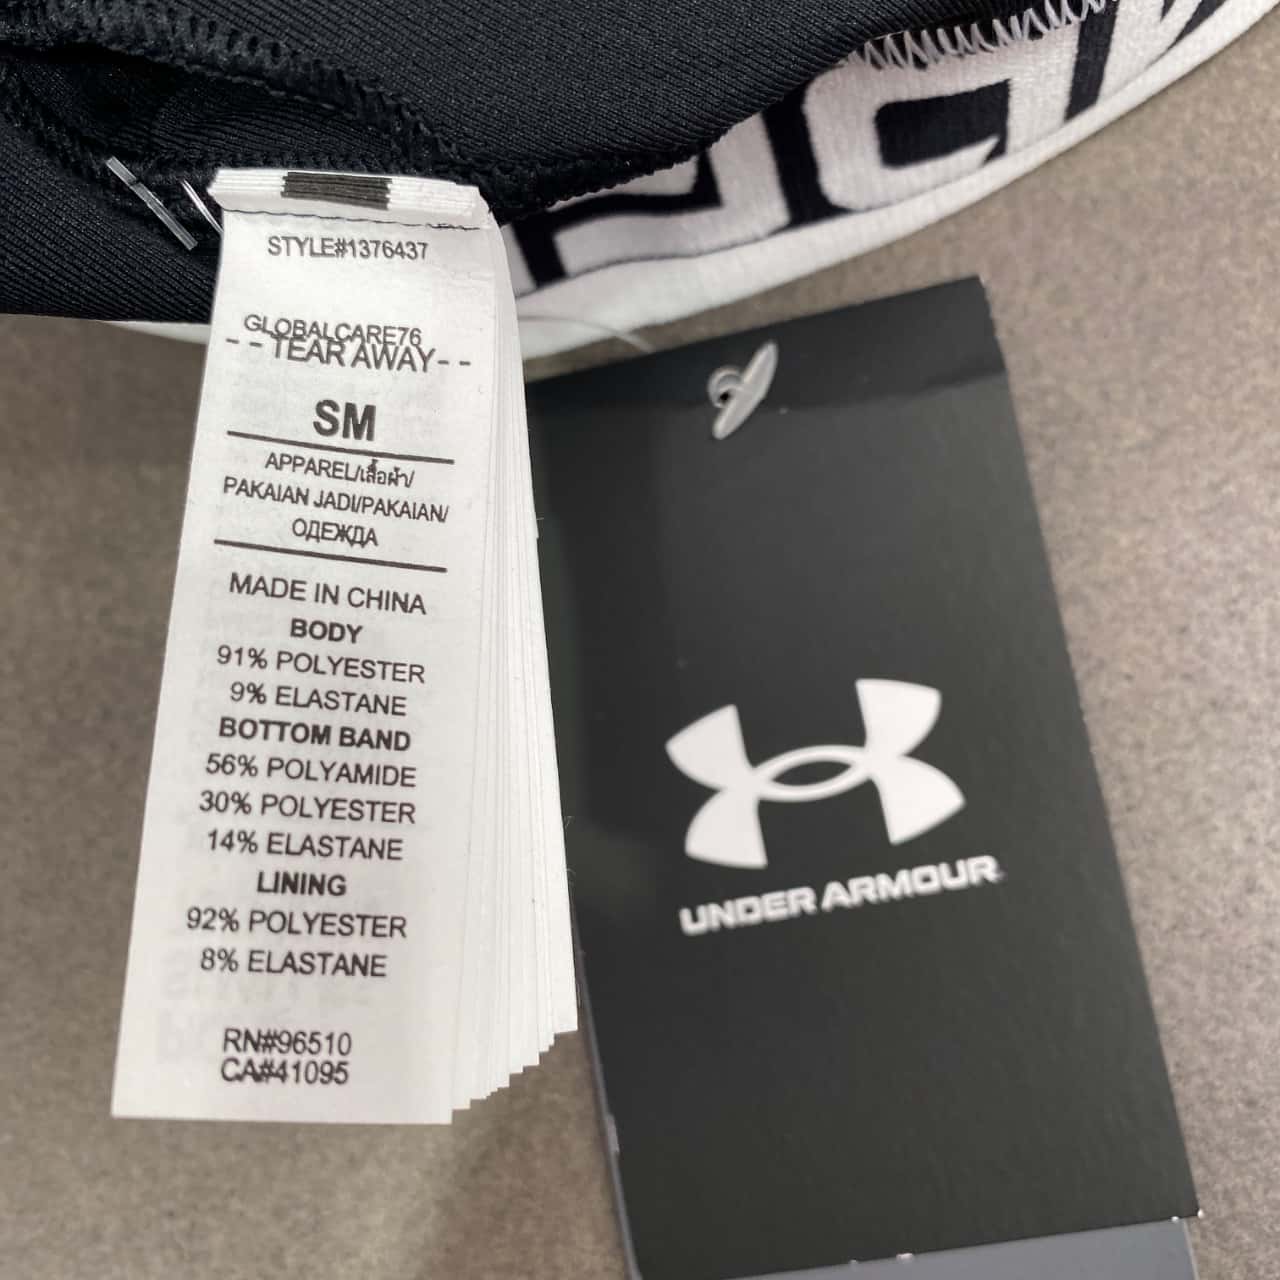 STYLE#1376437
GLOBALCARE76
- - TEAR AWAY- -
SM
APPAREL/เสื้อผ้า/
PAKAIAN JADI/PAKAIAN/
ОДЕЖДА
MADE IN CHINA
BODY
91% POLYESTER
9% ELASTANE
BOTTOM BAND
56% POLYAMIDE
30% POLYESTER
14% ELASTANE
LINING
92% POLYESTER
8% ELASTANE
RN#96510
CA#41095
UNDER ARMOUR